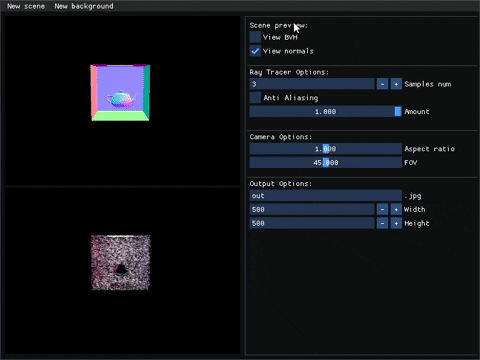 New scene New background
Scene preview:
View BVH
View normals
Ray Tracer Options:
3 - + Samples num
Anti Aliasing
1.000 Amount
Camera Options:
1.000 Aspect ratio
45.000 FOV
Output Options:
out .jpg
500 - + Width
500 - + Height